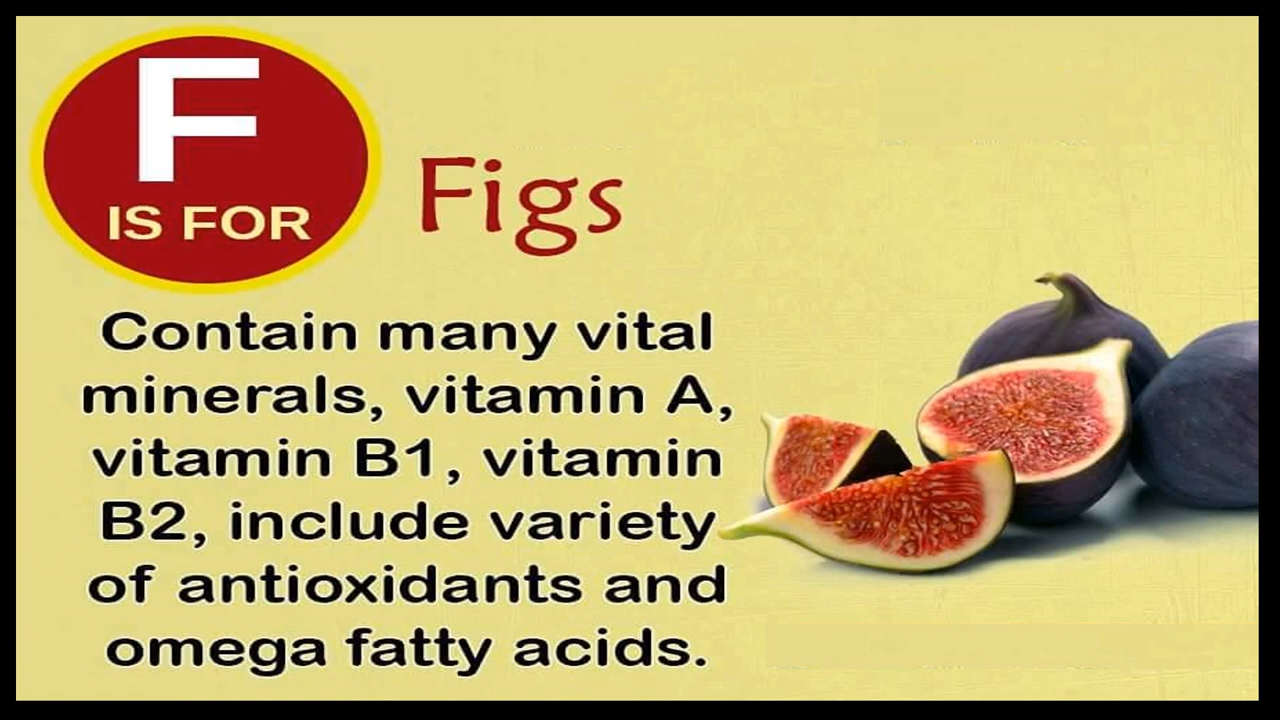 F
IS FOR
Figs
Contain many vital
minerals, vitamin A,
vitamin B1, vitamin
B2, include variety
of antioxidants and
omega fatty acids.